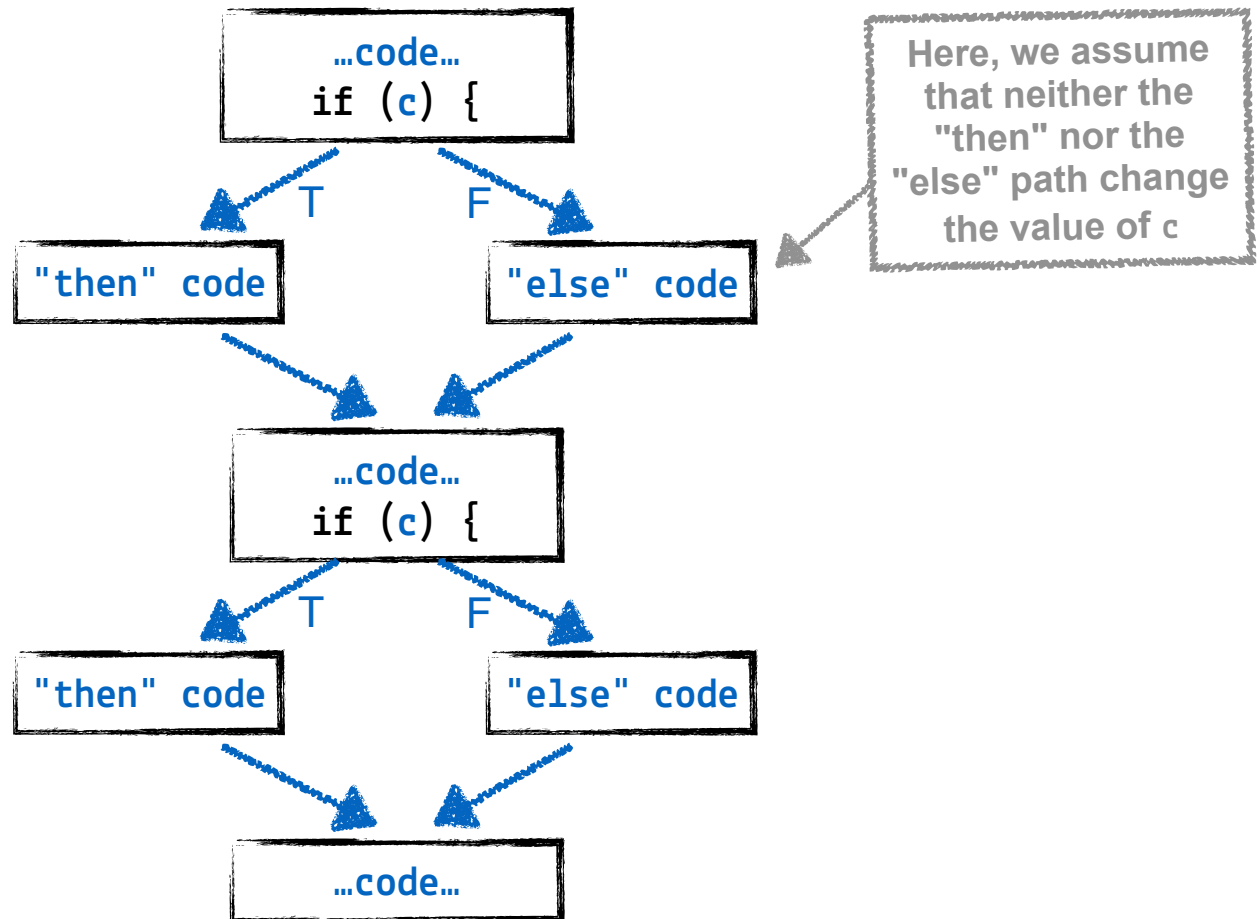 …code…
if (c) {
Here, we assume
that neither the
"then" nor the
"else" path change
the value of c
T
F
"then" code
"else" code
…code…
if (c) {
T
F
"then" code
"else" code
…code…